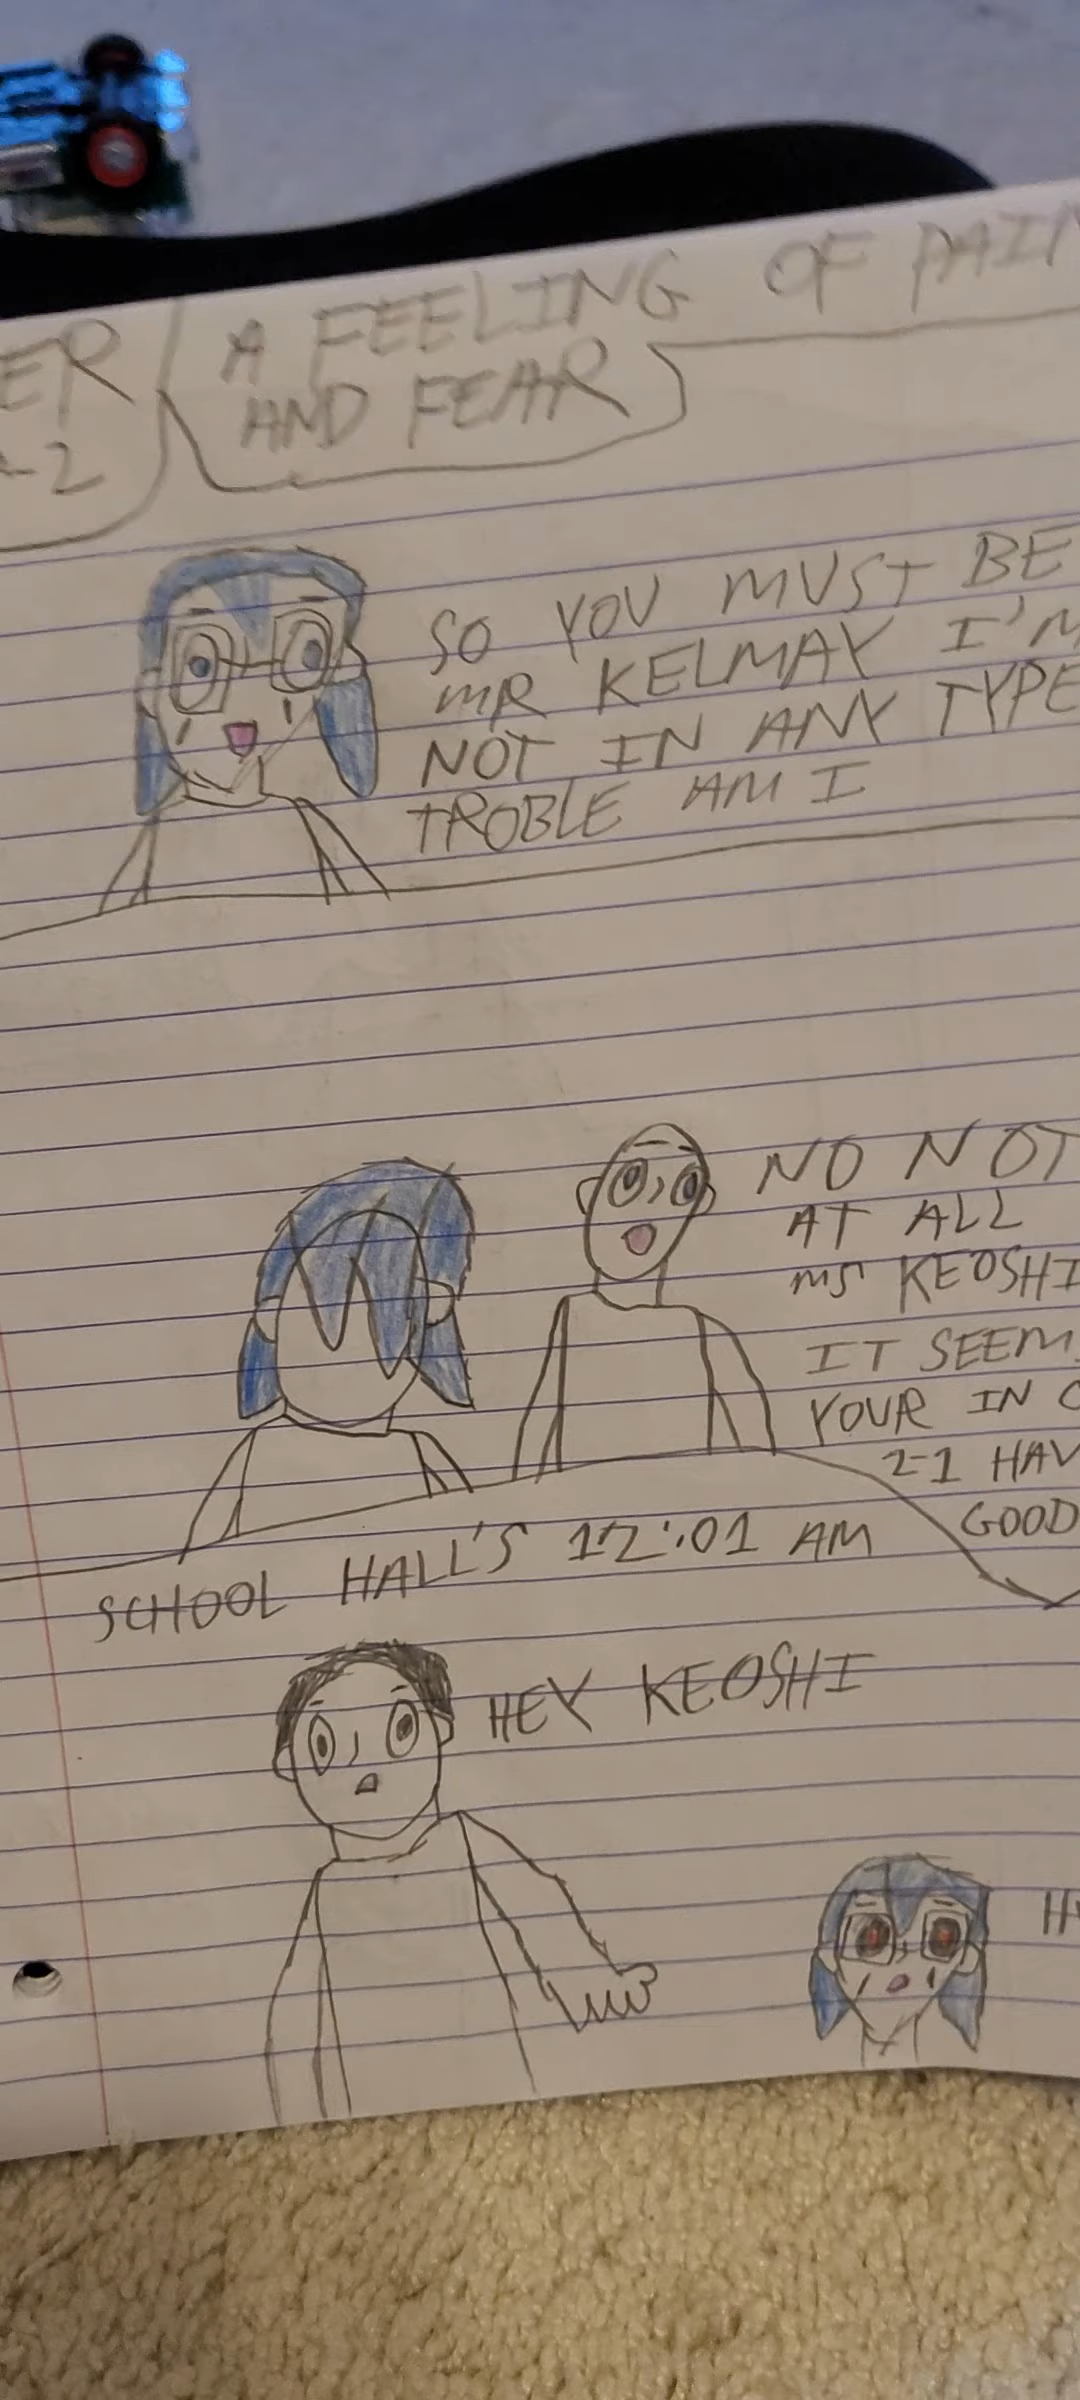 ER
-2
A FEELING OF PAIN
AND FEAR
SO YOU MUST BE
MR KELMAY I'M
NOT IN ANY TYPE
TROBLE AM I
NO NOT
AT ALL
MS KEOSHI
IT SEEM
YOUR IN C
2-1 HAV
GOOD
SCHOOL HALL'S 12:01 AM
HEY KEOSHI